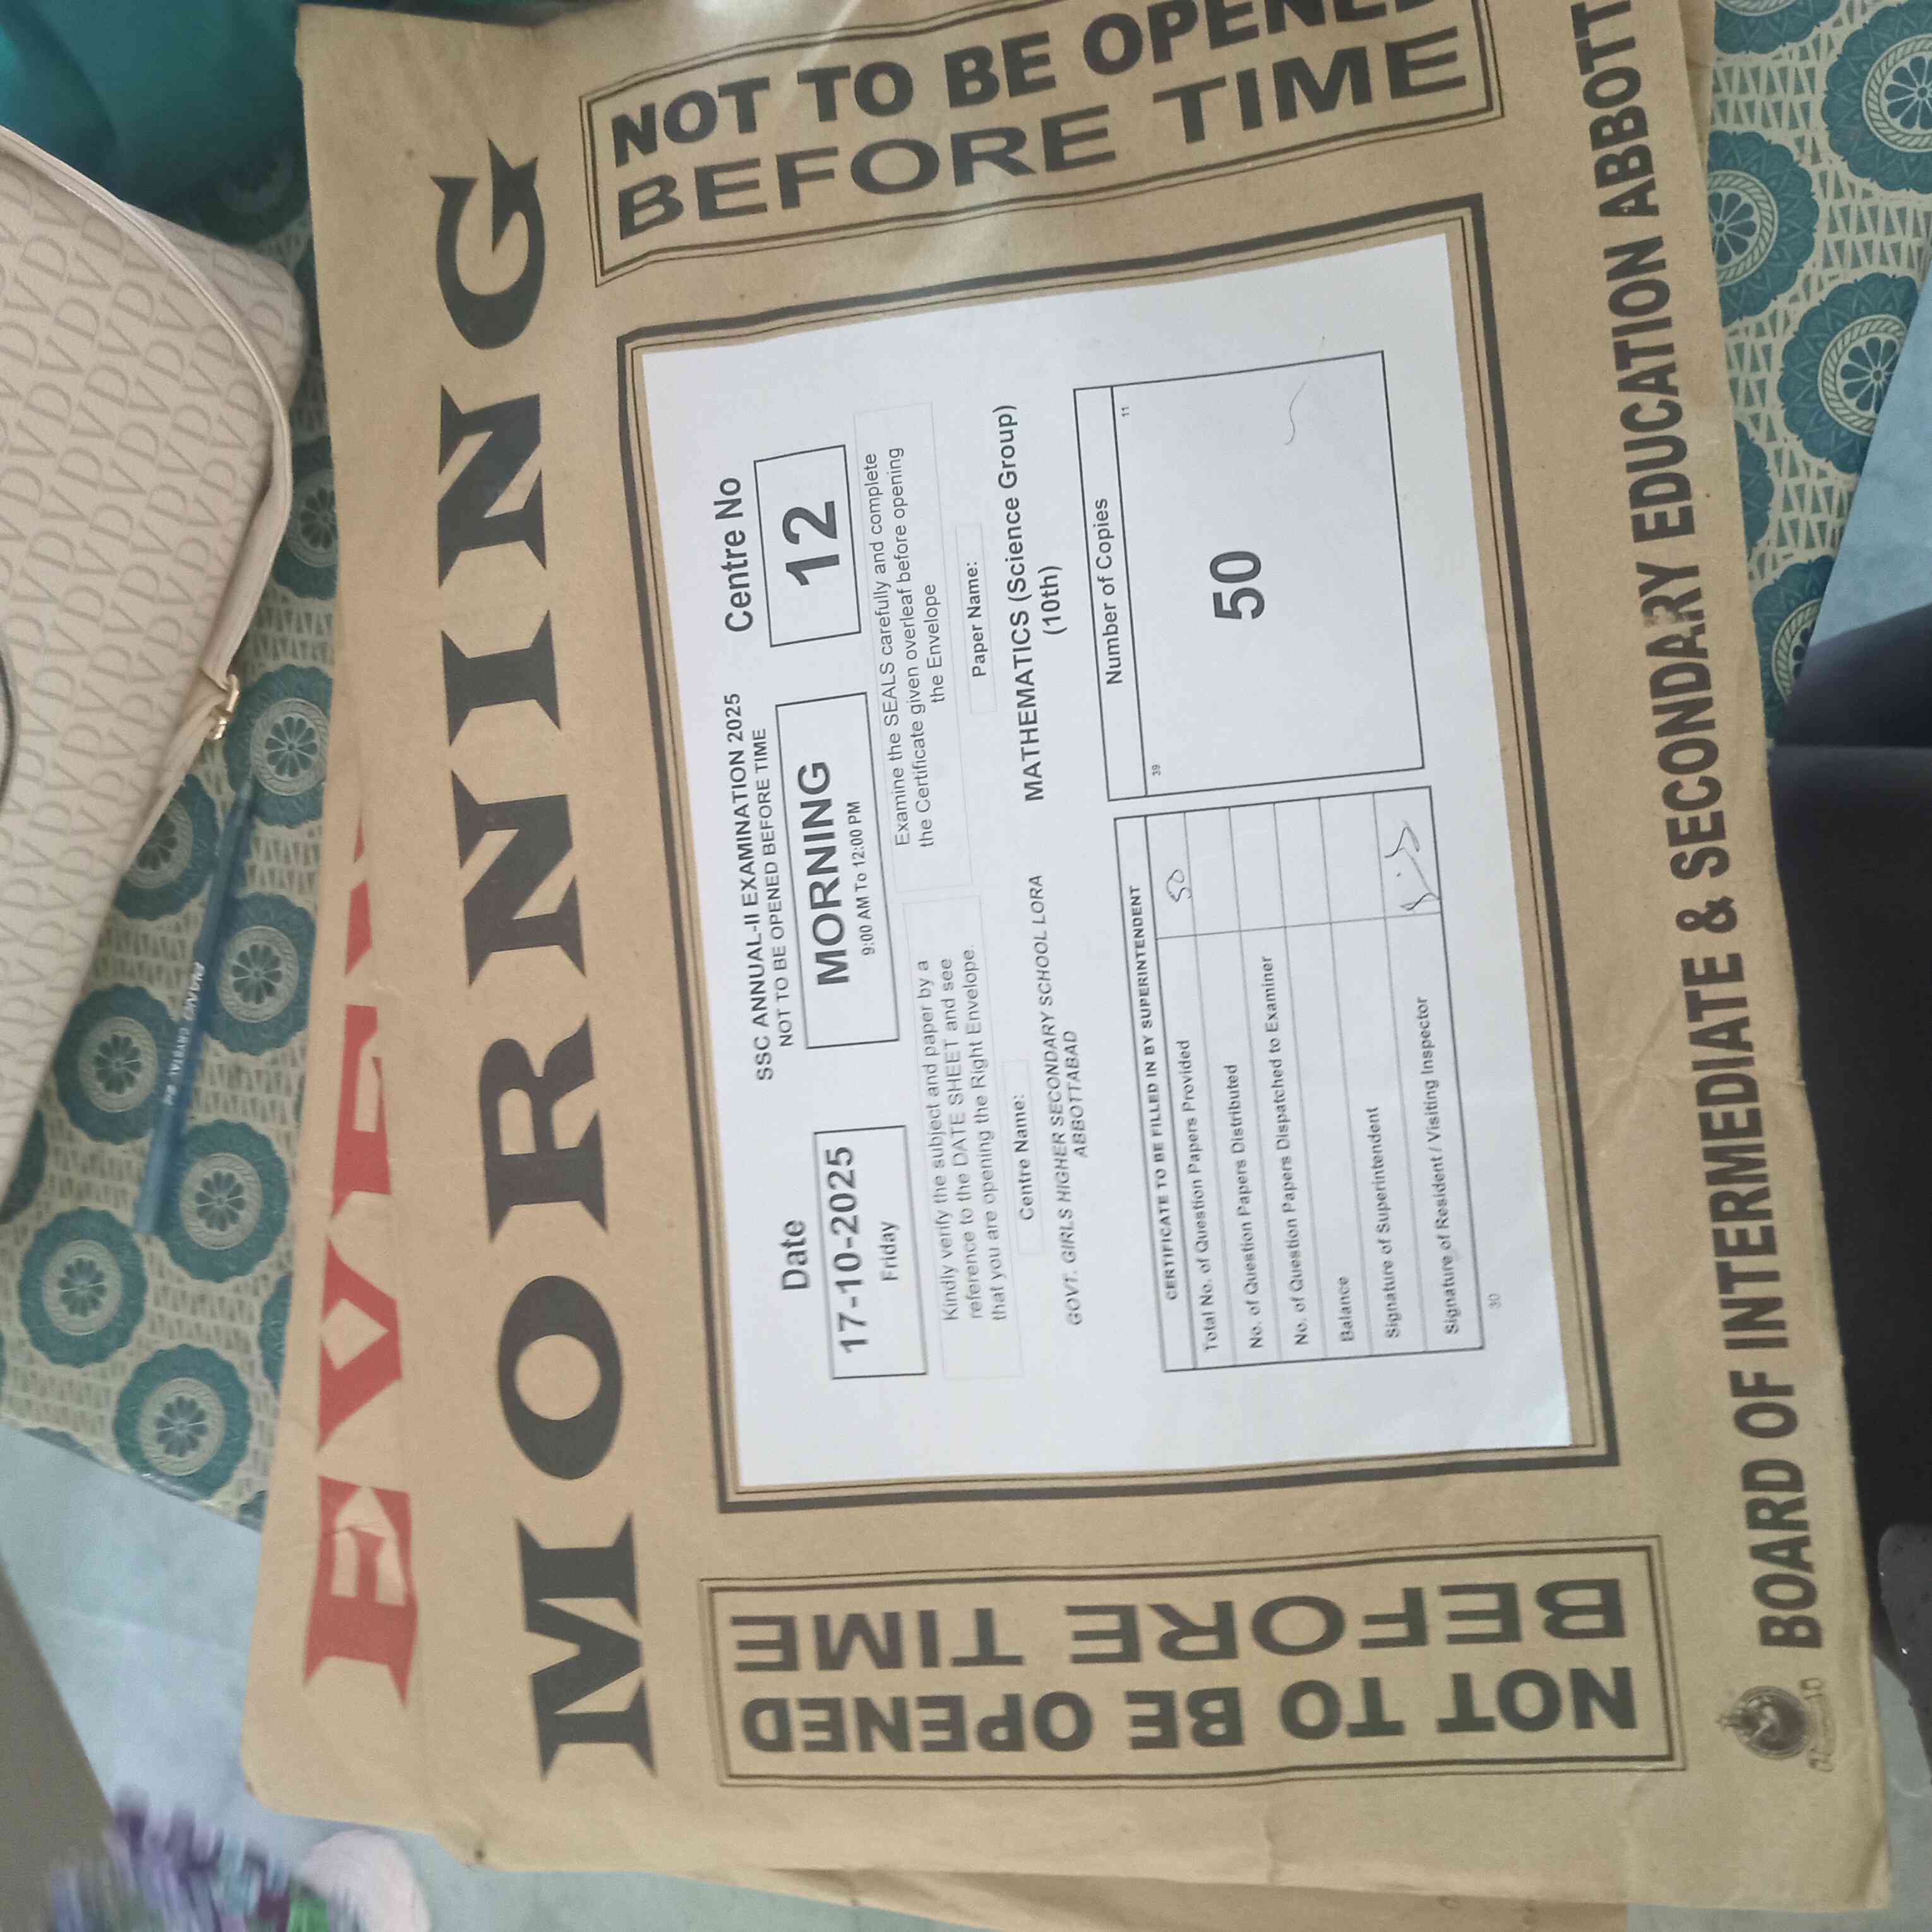 MORNING
NOT TO BE OPENED
BEFORE TIME
SSC ANNUAL-II EXAMINATION 2025
NOT TO BE OPENED BEFORE TIME
Date
17-10-2025
Friday
MORNING
9:00 AM To 12:00 PM
Centre No
12
Kindly verify the subject and paper by a
reference to the DATE SHEET and see
that you are opening the Right Envelope.
Examine the SEALS carefully and complete
the Certificate given overleaf before opening
the Envelope
Centre Name:
GOVT. GIRLS HIGHER SECONDARY SCHOOL LORA
ABBOTTABAD
Paper Name:
MATHEMATICS (Science Group)
(10th)
CERTIFICATE TO BE FILLED IN BY SUPERINTENDENT
Total No. of Question Papers Provided 50
No. of Question Papers Distributed
No. of Question Papers Dispatched to Examiner
Balance
Signature of Superintendent
Signature of Resident / Visiting Inspector
30
Number of Copies
39
11
50
NOT TO BE OPENE
BEFORE TIME
BOARD OF INTERMEDIATE & SECONDARY EDUCATION ABBOTT